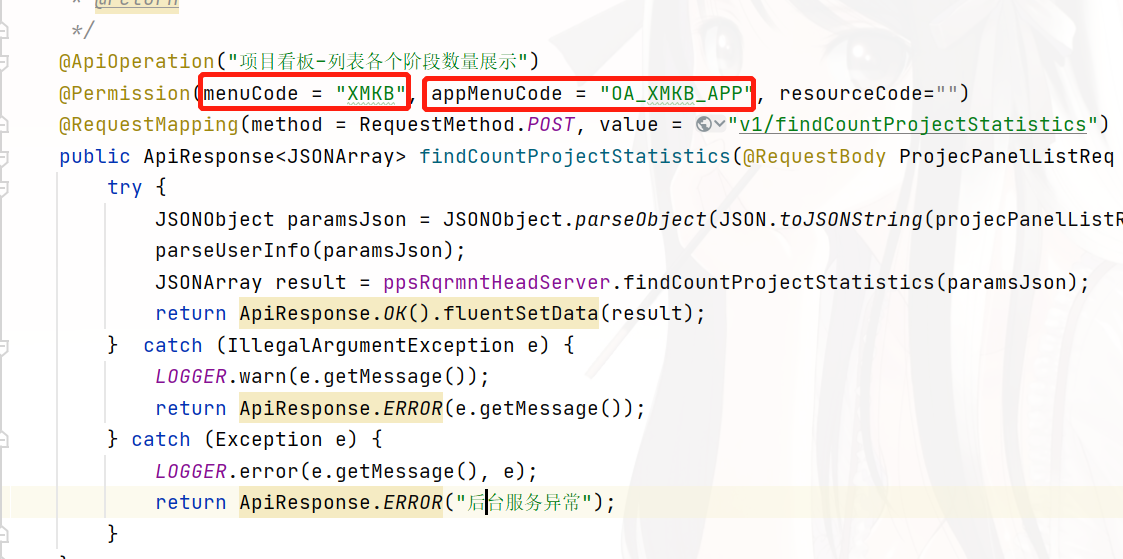 * @return
*/
@ApiOperation("项目看板-列表各个阶段数量展示")
@Permission(menuCode = "XMKB", appMenuCode = "OA_XMKB_APP", resourceCode="")
@RequestMapping(method = RequestMethod.POST, value = "v1/findCountProjectStatistics")
public ApiResponse<JSONArray> findCountProjectStatistics(@RequestBody ProjecPanelListReq
try {
JSONObject paramsJson = JSONObject.parseObject(JSON.toJSONString(projecPanelListR
parseUserInfo(paramsJson);
JSONArray result = ppsRqrmntHeadServer.findCountProjectStatistics(paramsJson);
return ApiResponse.OK().fluentSetData(result);
} catch (IllegalArgumentException e) {
LOGGER.warn(e.getMessage());
return ApiResponse.ERROR(e.getMessage());
} catch (Exception e) {
LOGGER.error(e.getMessage(), e);
return ApiResponse.ERROR("后台服务异常");
}